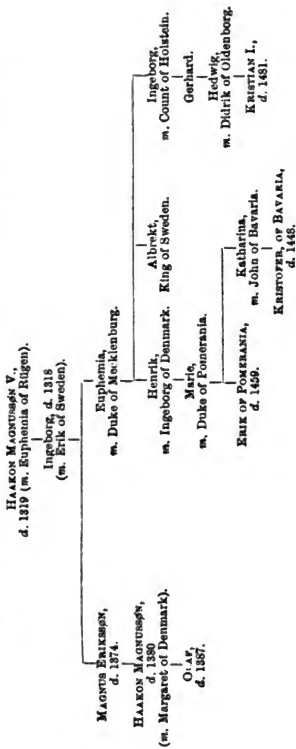 HAAKON MAGNUSSØN V.,
d. 1319 (m. Euphemia of Rügen).
Ingeborg, d. 1318
(m. Erik of Sweden).
MAGNUS ERIKSSØN,
d. 1374.
HAAKON MAGNUSSØN,
d. 1380
(m. Margaret of Denmark).
OLAF,
d. 1387.
Euphemia,
m. Duke of Mecklenburg.
Henrik,
m. Ingeborg of Denmark.
Marie,
m. Duke of Pomerania.
ERIK OF POMERANIA,
d. 1459.
Katharina,
m. John of Bavaria.
KRISTOFER, OF BAVARIA,
d. 1448.
Albrekt,
King of Sweden.
Ingeborg,
m. Count of Holstein.
Gerhard.
Hedwig,
m. Didrik of Oldenborg.
KRISTIAN I.,
d. 1481.